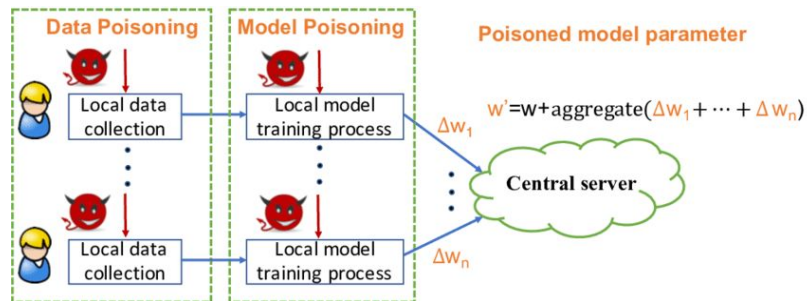 Data Poisoning
Model Poisoning
Poisoned model parameter
w'=w+aggregate(Δw₁+ ··· + Δwₙ)
Local data
collection
Local model
training process
Δw₁
Central server
Local data
collection
Local model
training process
Δwₙ